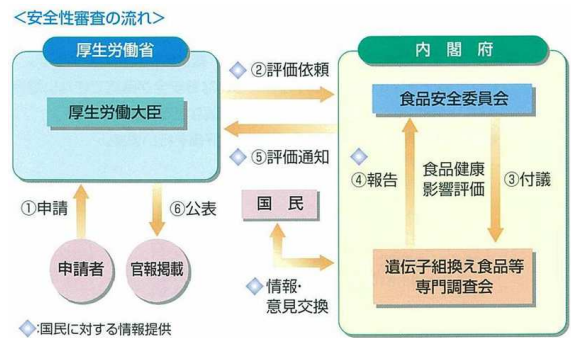 <安全性審査の流れ>
厚生労働省
厚生労働大臣
①申請
⑥公表
申請者
官報掲載
②評価依頼
⑤評価通知
国民
情報・
意見交換
内閣府
食品安全委員会
④報告
食品健康
影響評価
③付議
遺伝子組換え食品等
専門調査会
:国民に対する情報提供